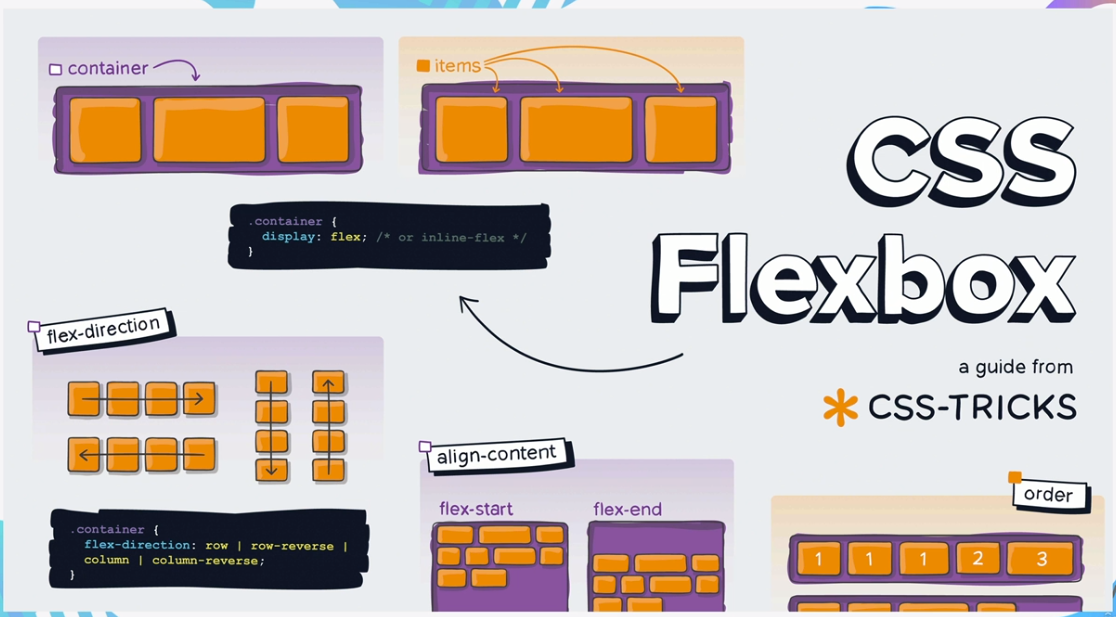 container
items
CSS
Flexbox
.container {
display: flex; /* or inline-flex */
}
a guide from
CSS-TRICKS
flex-direction
.container {
flex-direction: row | row-reverse |
column | column-reverse;
}
align-content
flex-start
flex-end
order
1 1 1 2 3